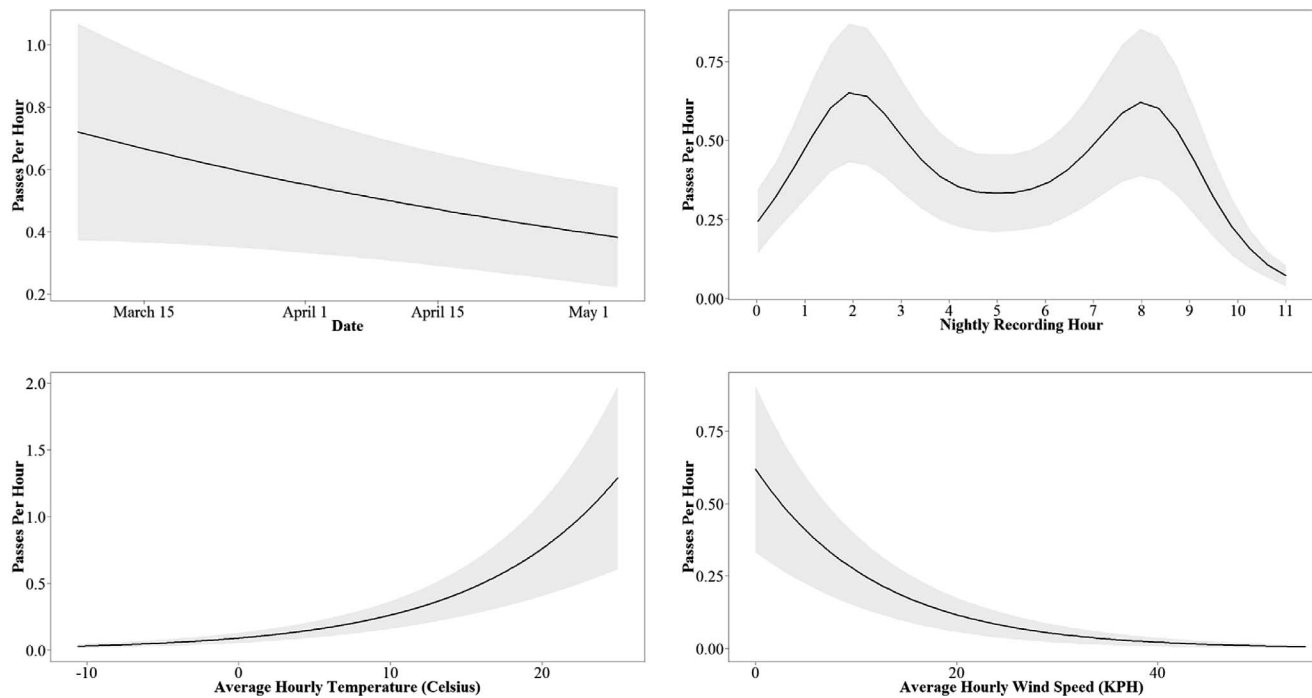 1.0
0.8
0.6
0.4
0.2
Passes Per Hour
March 15
April 1
April 15
May 1
Date
0.75
0.50
0.25
0.00
Passes Per Hour
0 1 2 3 4 5 6 7 8 9 10 11
Nightly Recording Hour
2.0
1.5
1.0
0.5
0.0
Passes Per Hour
-10 0 10 20
Average Hourly Temperature (Celsius)
0.75
0.50
0.25
0.00
Passes Per Hour
0 20 40
Average Hourly Wind Speed (KPH)